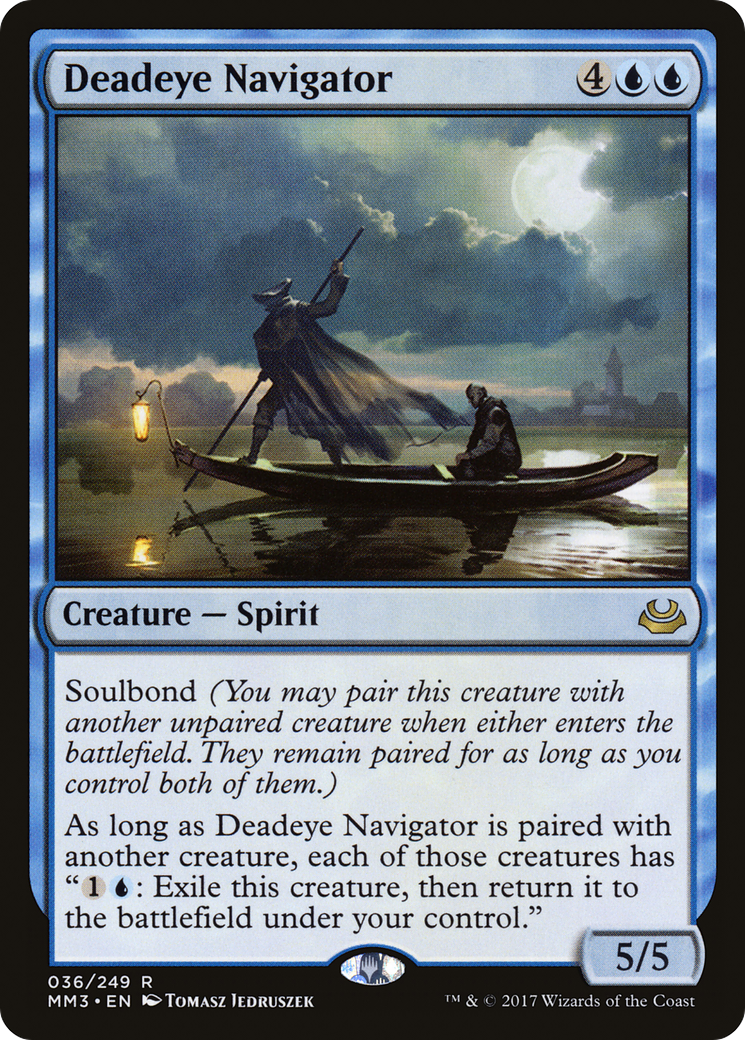 Deadeye Navigator 4
Creature — Spirit
Soulbond (You may pair this creature with
another unpaired creature when either enters the
battlefield. They remain paired for as long as you
control both of them.)
As long as Deadeye Navigator is paired with
another creature, each of those creatures has
“1 : Exile this creature, then return it to
the battlefield under your control.”
5/5
036/249 R
MM3 • EN Tomasz Jedruszek
™ & © 2017 Wizards of the Coast